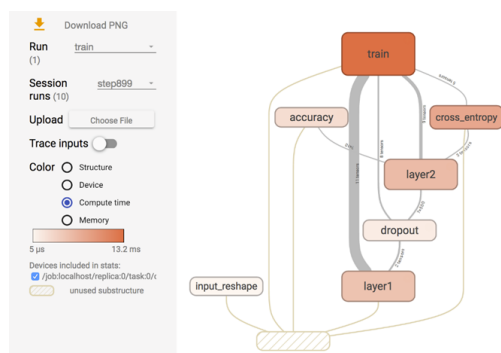 Download PNG
Run
(1)
train
Session
runs (10)
step899
Upload
Choose File
Trace inputs
Color
Structure
Device
Compute time
Memory
5 µs
13.2 ms
Devices included in stats:
/job:localhost/replica:0/task:0/c
unused substructure
train
accuracy
cross_entropy
layer2
dropout
input_reshape
layer1